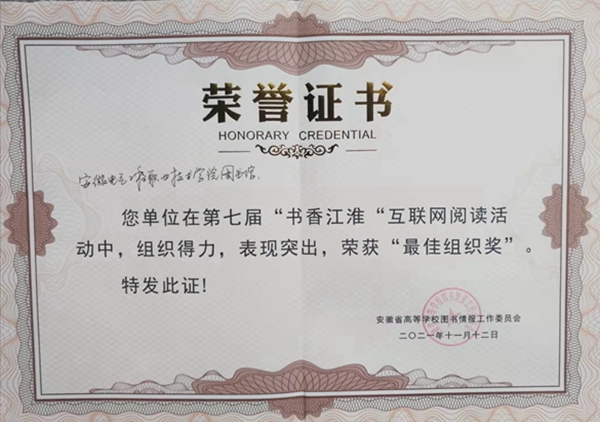 荣誉证书
HONORARY CREDENTIAL
安徽电气工程职业技术学院图书馆:
您单位在第七届“书香江淮“互联网阅读活
动中，组织得力，表现突出，荣获“最佳组织奖”。
特发此证!
安徽省高等学校图书情报工作委员会
二〇二一年十一月十二日